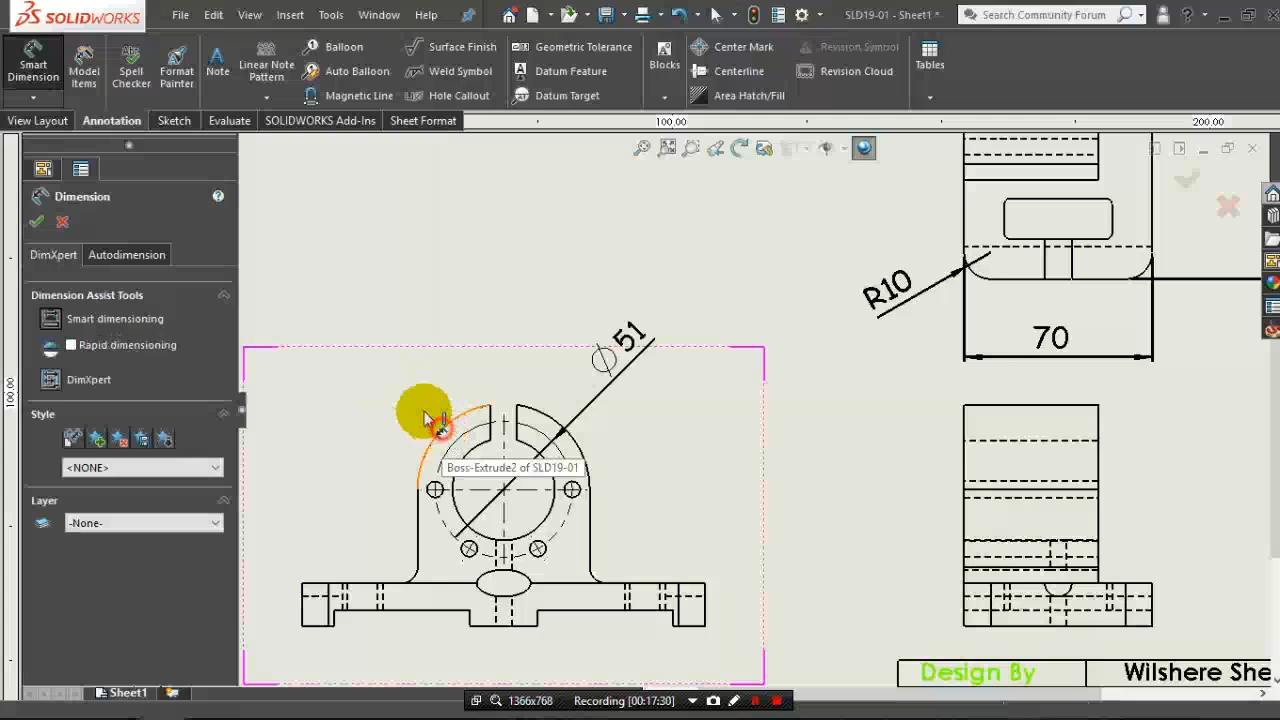 SOLIDWORKS File Edit View Insert Tools Window Help SLD19-01 - Sheet1 * Search Community Forum
Smart Dimension
Model Items
Spell Checker
Format Painter
Note
Linear Note Pattern
Balloon
Auto Balloon
Magnetic Line
Surface Finish
Weld Symbol
Hole Callout
Geometric Tolerance
Datum Feature
Datum Target
Blocks
Center Mark
Centerline
Area Hatch/Fill
Revision Symbol
Revision Cloud
Tables
View Layout Annotation Sketch Evaluate SOLIDWORKS Add-Ins Sheet Format
100,00 200,00
100,00
Dimension
DimXpert Autodimension
Dimension Assist Tools
Smart dimensioning
Rapid dimensioning
DimXpert
Style
<NONE>
Layer
-None-
R10
70
∅51
Boss-Extrude2 of SLD19-01
Design By Wilshere She
Sheet1
1366x768 Recording [00:17:30]